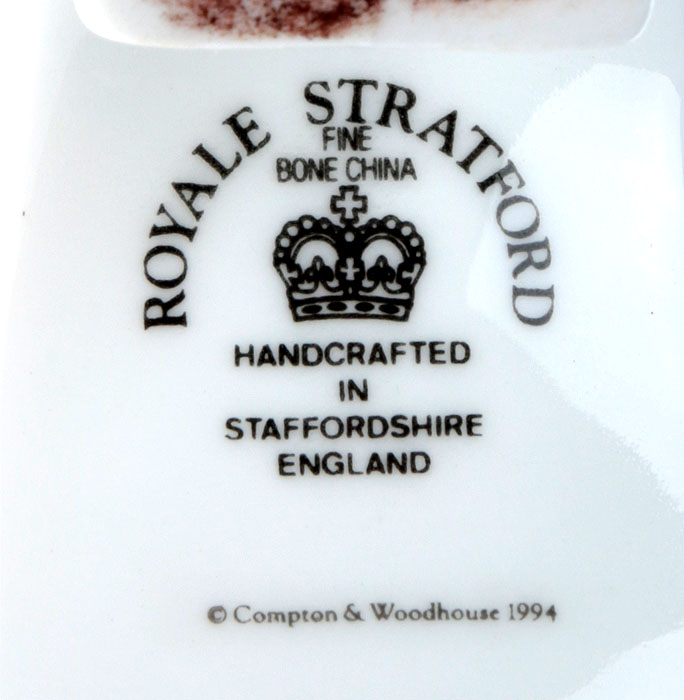 ROYALE STRATFORD
FINE
BONE CHINA
HANDCRAFTED
IN
STAFFORDSHIRE
ENGLAND
© Compton & Woodhouse 1994